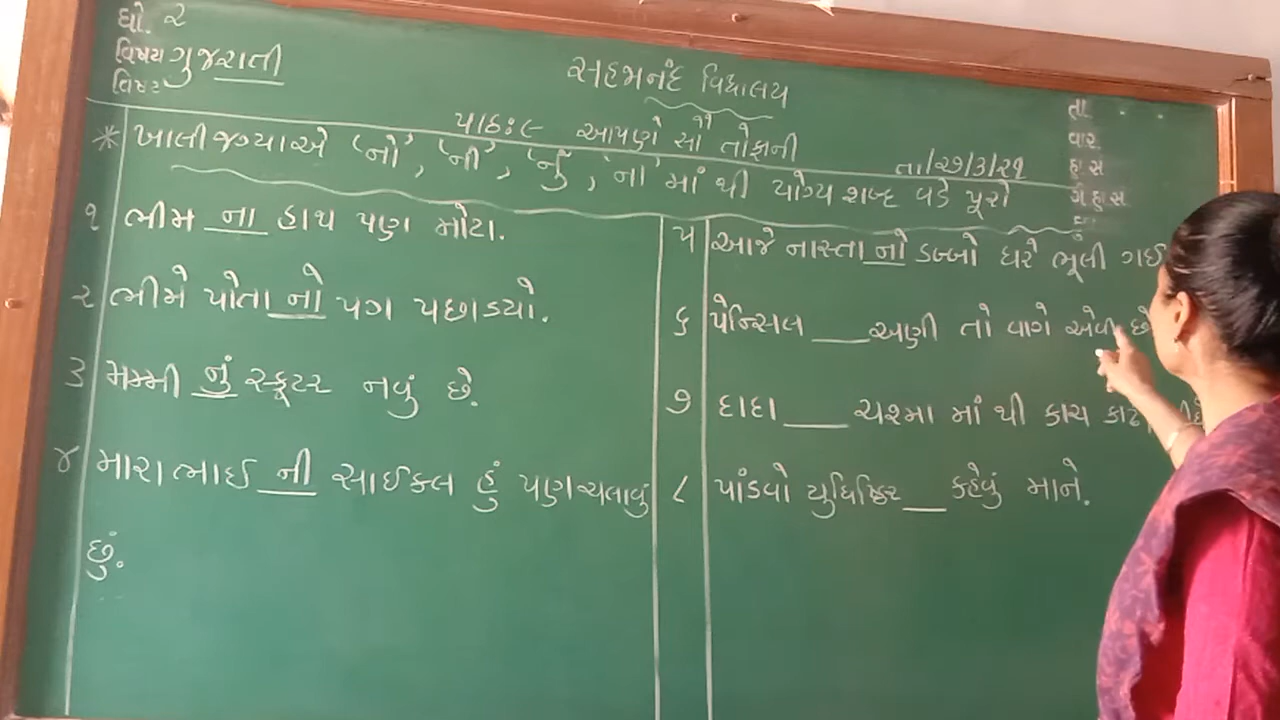 ધો. ૨
વિષય ગુજરાતી
સહજાનંદ વિદ્યાલય
પાઠ:૯ આપણે સૌ તોફાની
તા/૨૭/૩/૨૧
* ખાલી જગ્યાએ 'નો', 'ની', 'નું', 'ના' માં થી યોગ્ય શબ્દ વડે પૂરો
૧ ભીમ ના હાથ પણ મોટા.
૨ ભીમે પોતા નો પગ પછાડયો.
૩ મમ્મી નું સ્કૂટર નવું છે.
૪ મારા ભાઈ ની સાઈકલ હું પણ ચલાવું
છું.
૫ આજે નાસ્તા નો ડબ્બો ઘરે ભૂલી ગઈ
૬ પેન્સિલ ___ અણી તો વાગે એવી છે
૭ દાદા ___ ચશ્મા માં થી કાચ
૮ પાંડવો યુધિષ્ઠિર ___ કહેવું માને.
તા.
વાર.
હા સ
ગે હા સ